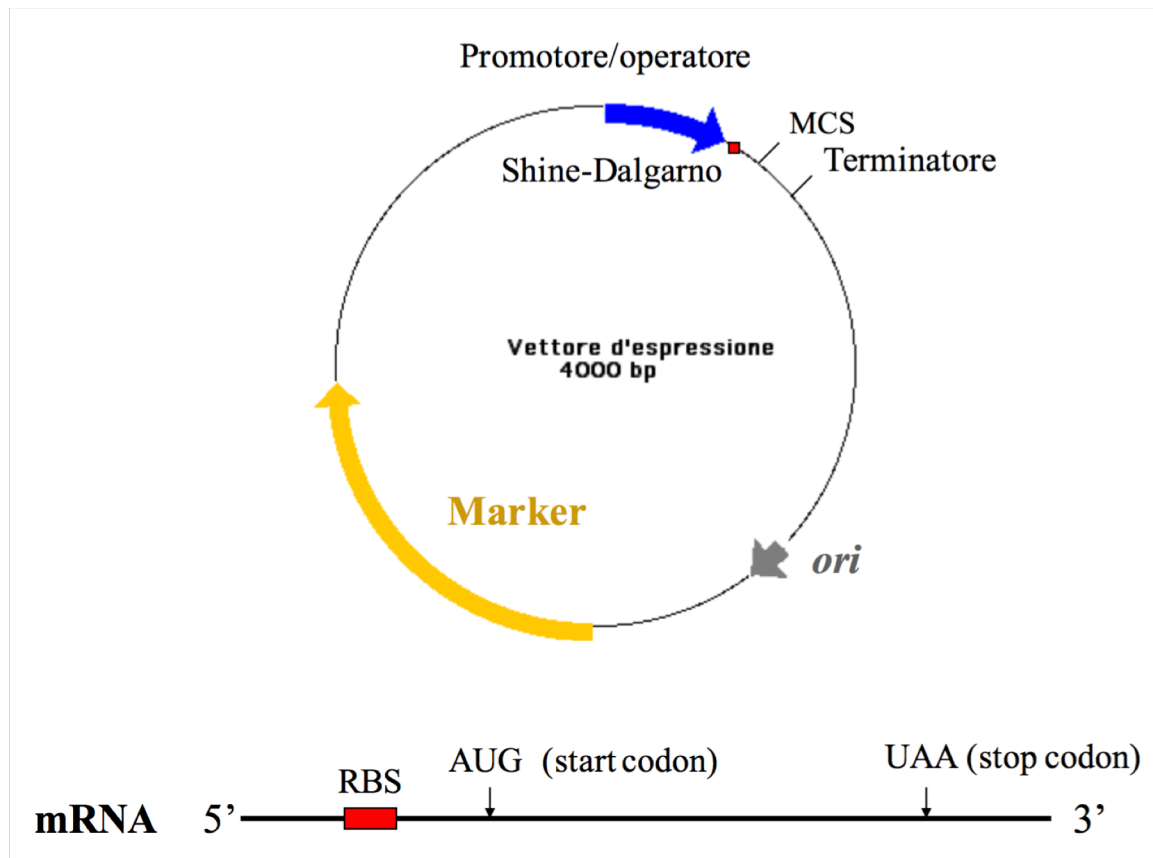 Promotore/operatore
MCS
Shine-Dalgarno
Terminatore
Vettore d'espressione
4000 bp
Marker
ori
AUG (start codon)
UAA (stop codon)
RBS
mRNA 5’ 3’